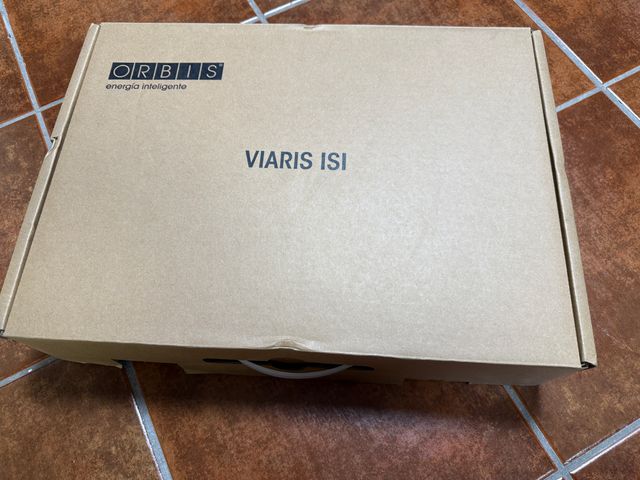 ORBIS
energía inteligente
VIARIS ISI